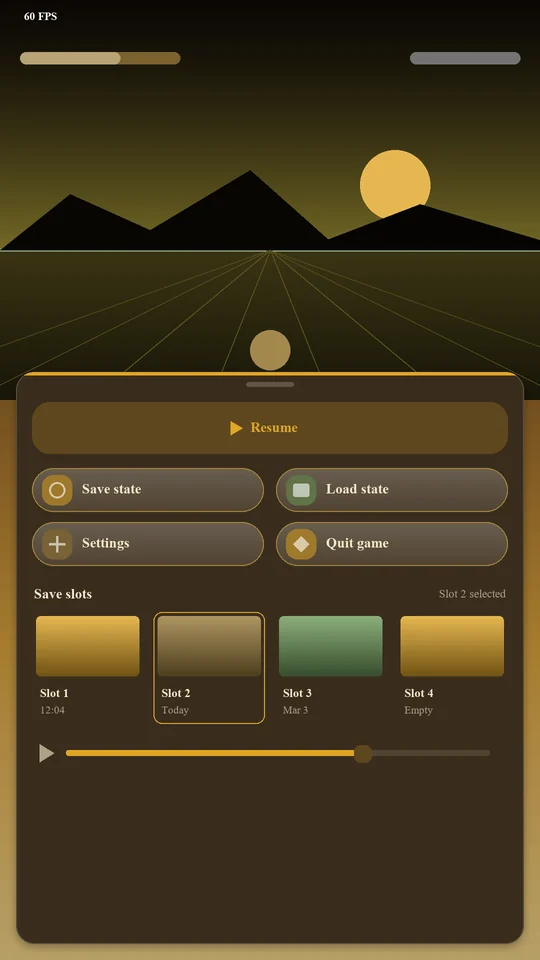 60 FPS
Resume
Save state
Load state
Settings
Quit game
Save slots
Slot 2 selected
Slot 1
12:04
Slot 2
Today
Slot 3
Mar 3
Slot 4
Empty